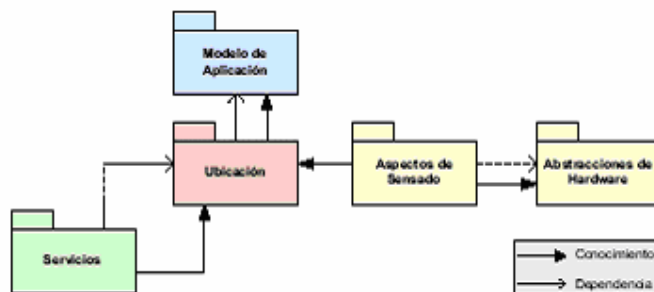 Modelo de
Aplicación
Ubicación
Aspectos de
Sensado
Abstracciones de
Hardware
Servicios
Conocimiento
Dependencia